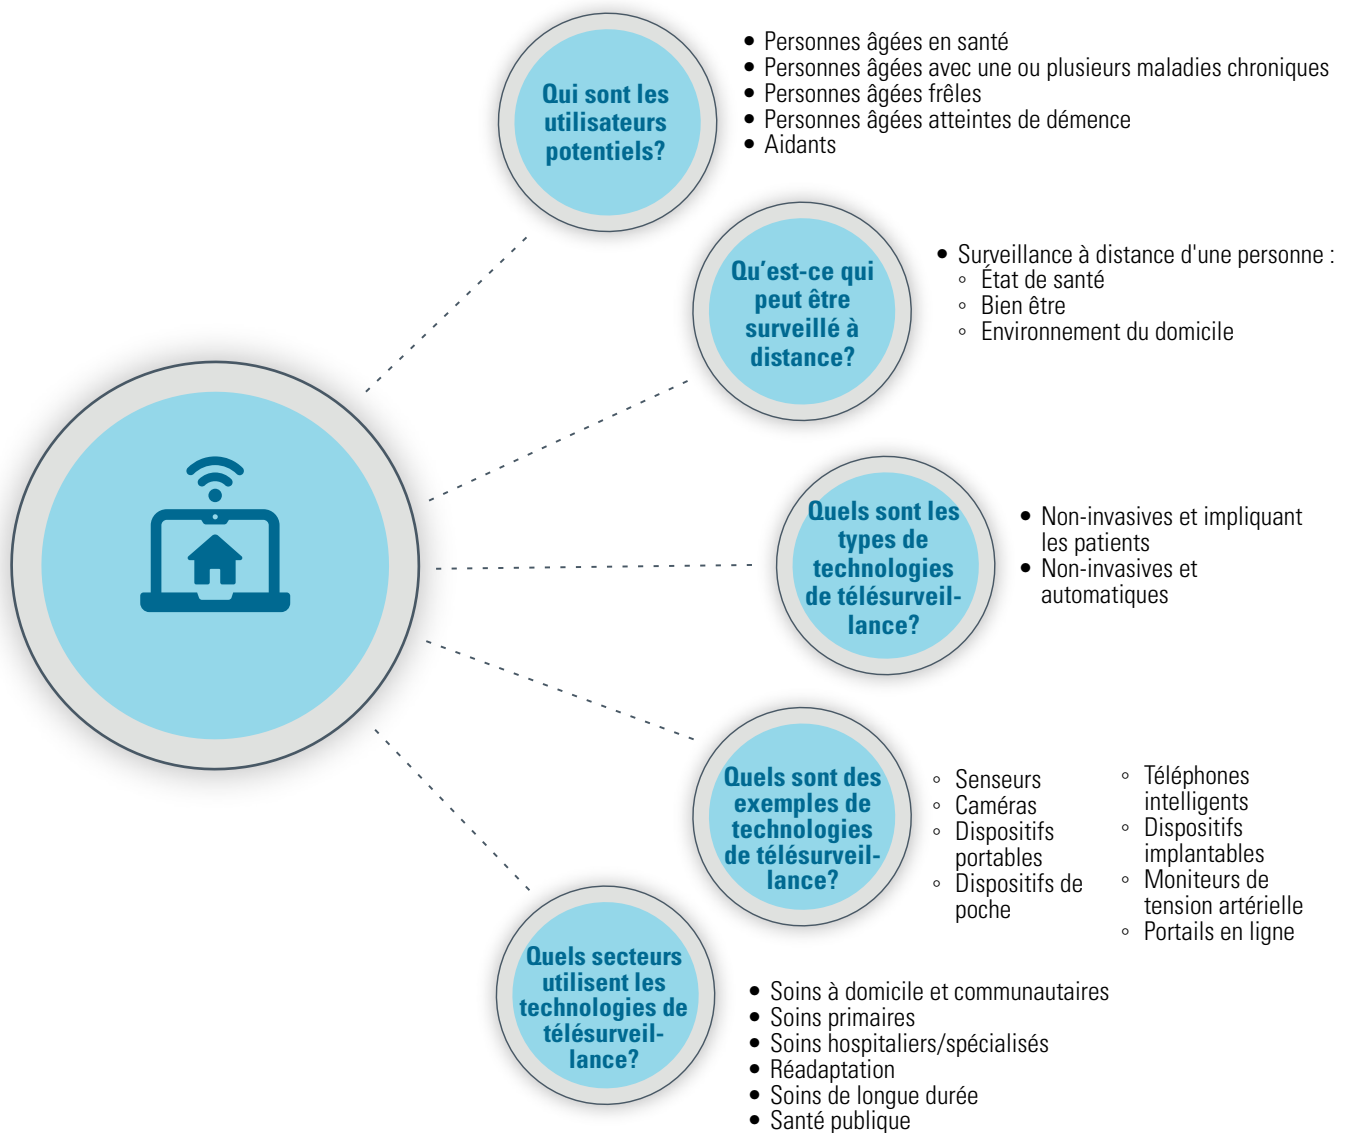 Qui sont les
utilisateurs
potentiels?
• Personnes âgées en santé
• Personnes âgées avec une ou plusieurs maladies chroniques
• Personnes âgées frêles
• Personnes âgées atteintes de démence
• Aidants
Qu’est-ce qui
peut être
surveillé à
distance?
• Surveillance à distance d'une personne :
◦ État de santé
◦ Bien être
◦ Environnement du domicile
Quels sont les
types de
technologies
de télésurveil-
lance?
• Non-invasives et impliquant
les patients
• Non-invasives et
automatiques
Quels sont des
exemples de
technologies
de télésurveil-
lance?
◦ Senseurs
◦ Caméras
◦ Dispositifs
portables
◦ Dispositifs de
poche
◦ Téléphones
intelligents
◦ Dispositifs
implantables
◦ Moniteurs de
tension artérielle
◦ Portails en ligne
Quels secteurs
utilisent les
technologies de
télésurveil-
lance?
• Soins à domicile et communautaires
• Soins primaires
• Soins hospitaliers/spécialisés
• Réadaptation
• Soins de longue durée
• Santé publique